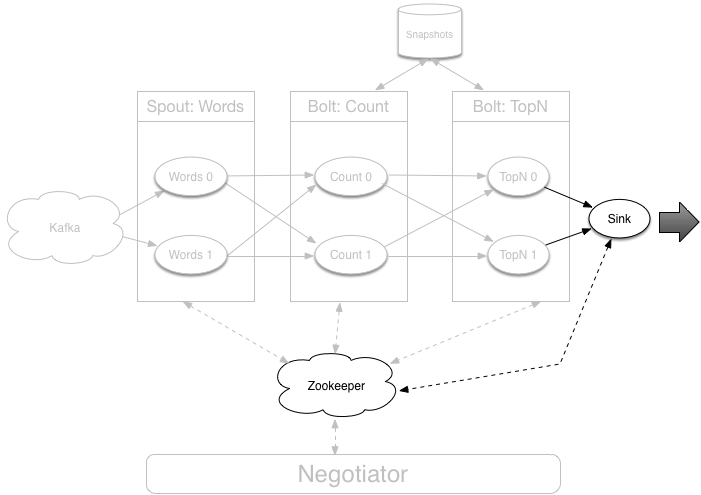 Snapshots
Spout: Words
Bolt: Count
Bolt: TopN
Words 0
Count 0
TopN 0
Kafka
Sink
Words 1
Count 1
TopN 1
Zookeeper
Negotiator